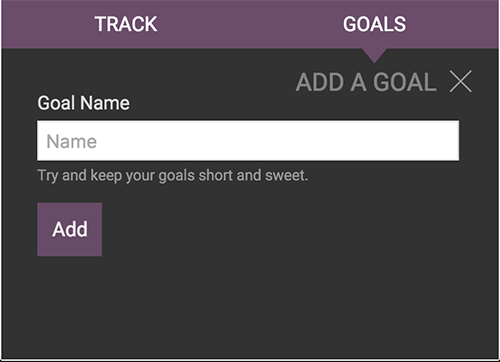 TRACK GOALS
ADD A GOAL
Goal Name
Name
Try and keep your goals short and sweet.
Add